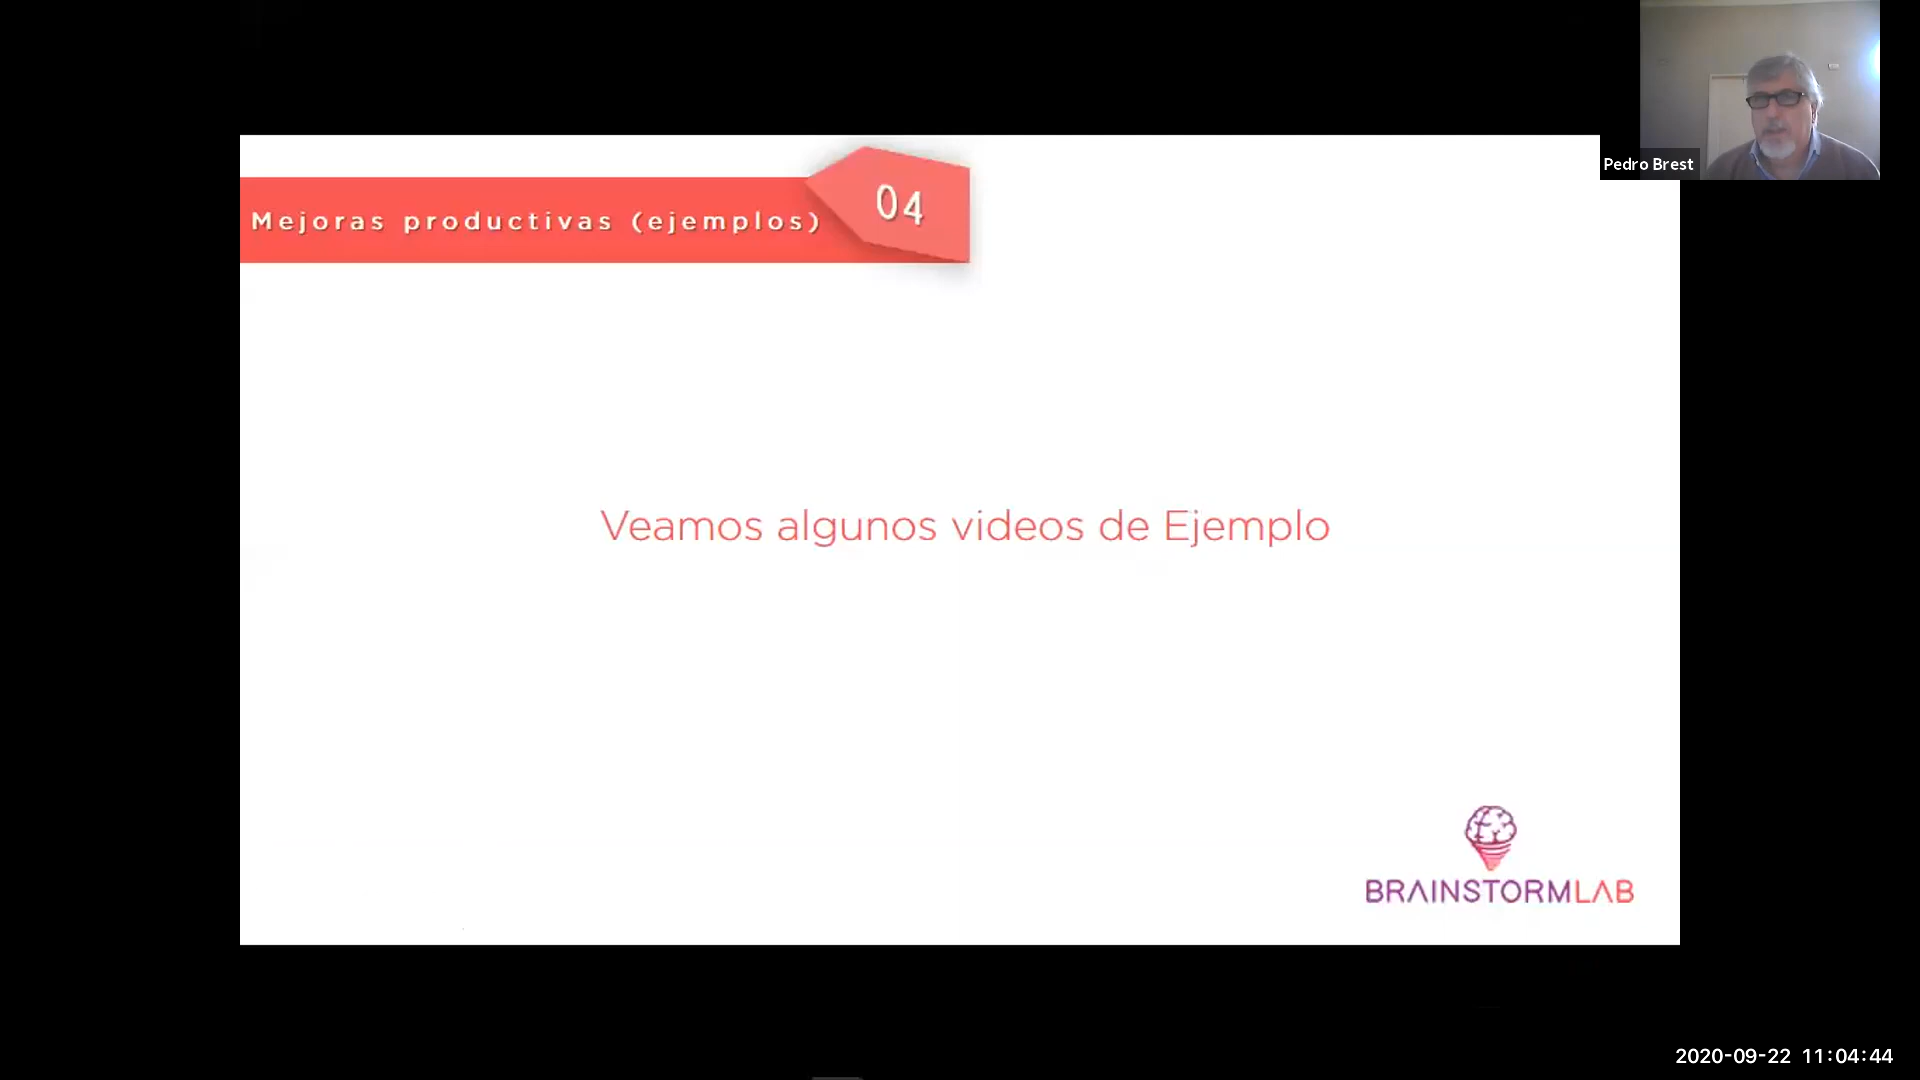 Pedro Brest
Mejoras productivas (ejemplos)
04
Veamos algunos videos de Ejemplo
BRAINSTORMLAB
2020-09-22 11:04:44